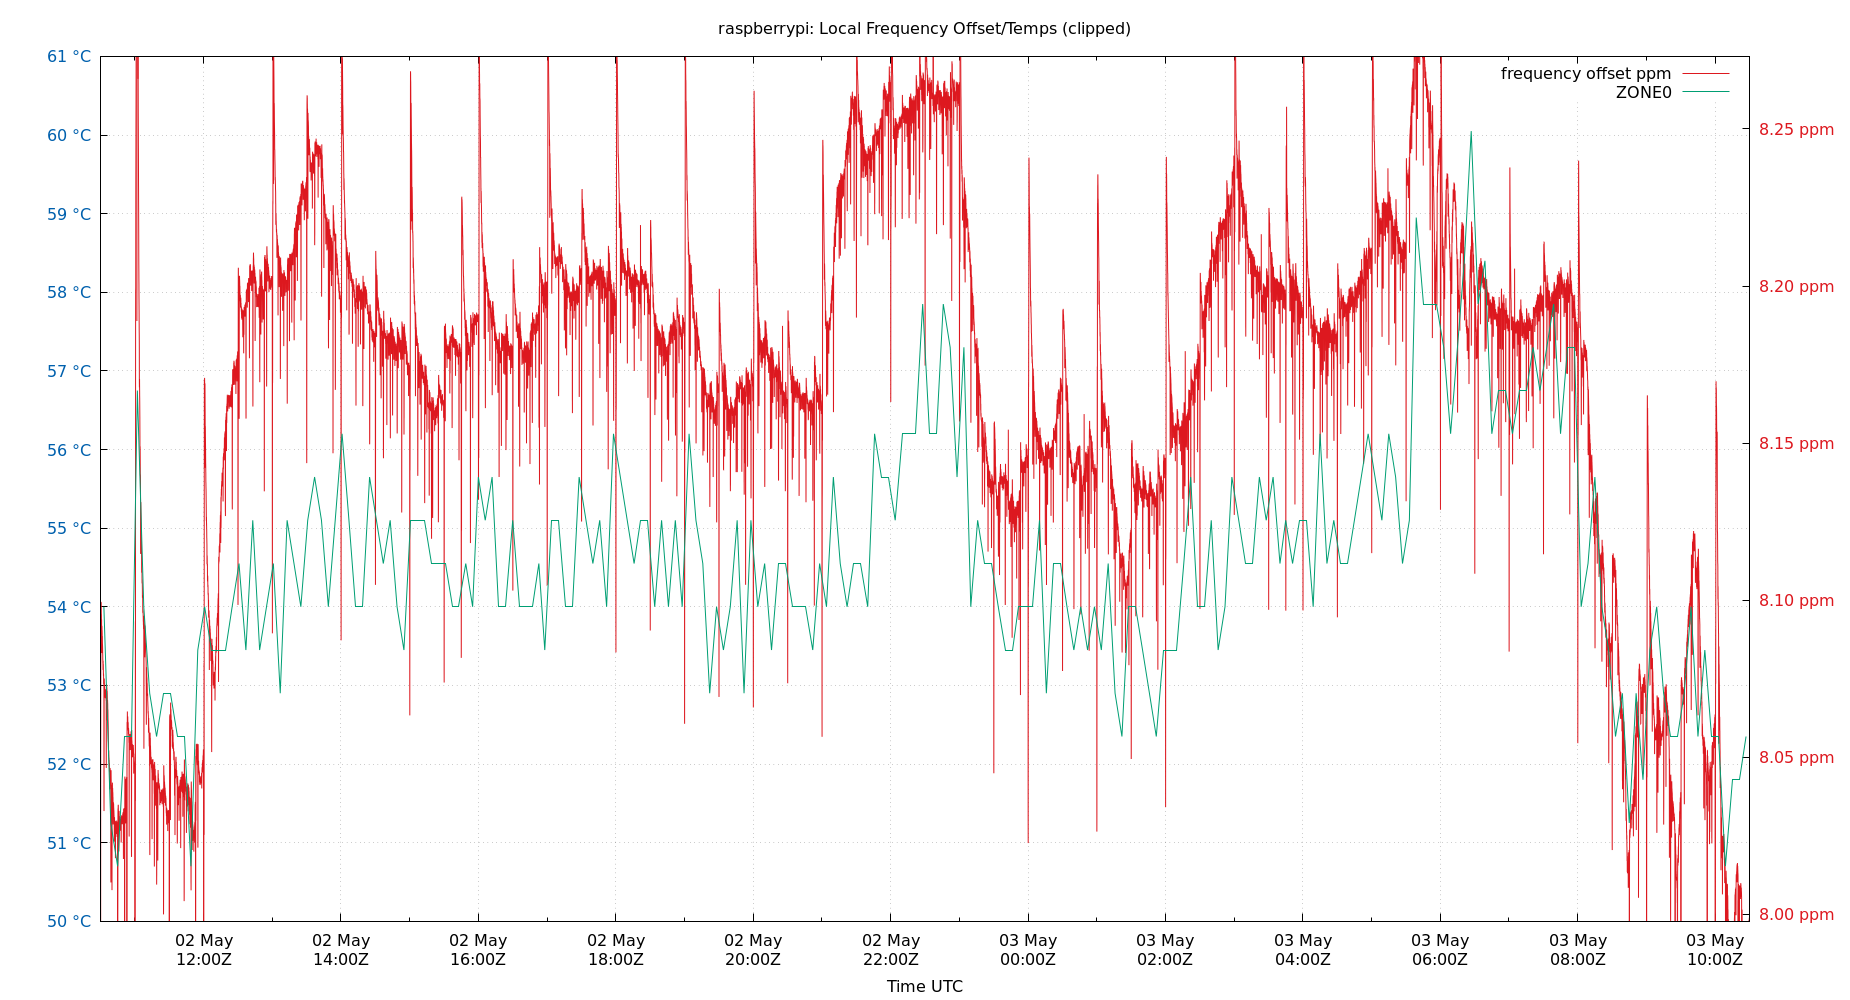 raspberrypi: Local Frequency Offset/Temps (clipped)
61 °C
60 °C
59 °C
58 °C
57 °C
56 °C
55 °C
54 °C
53 °C
52 °C
51 °C
50 °C
frequency offset ppm
ZONE0
8.25 ppm
8.20 ppm
8.15 ppm
8.10 ppm
8.05 ppm
8.00 ppm
02 May
12:00Z
02 May
14:00Z
02 May
16:00Z
02 May
18:00Z
02 May
20:00Z
02 May
22:00Z
03 May
00:00Z
03 May
02:00Z
03 May
04:00Z
03 May
06:00Z
03 May
08:00Z
03 May
10:00Z
Time UTC